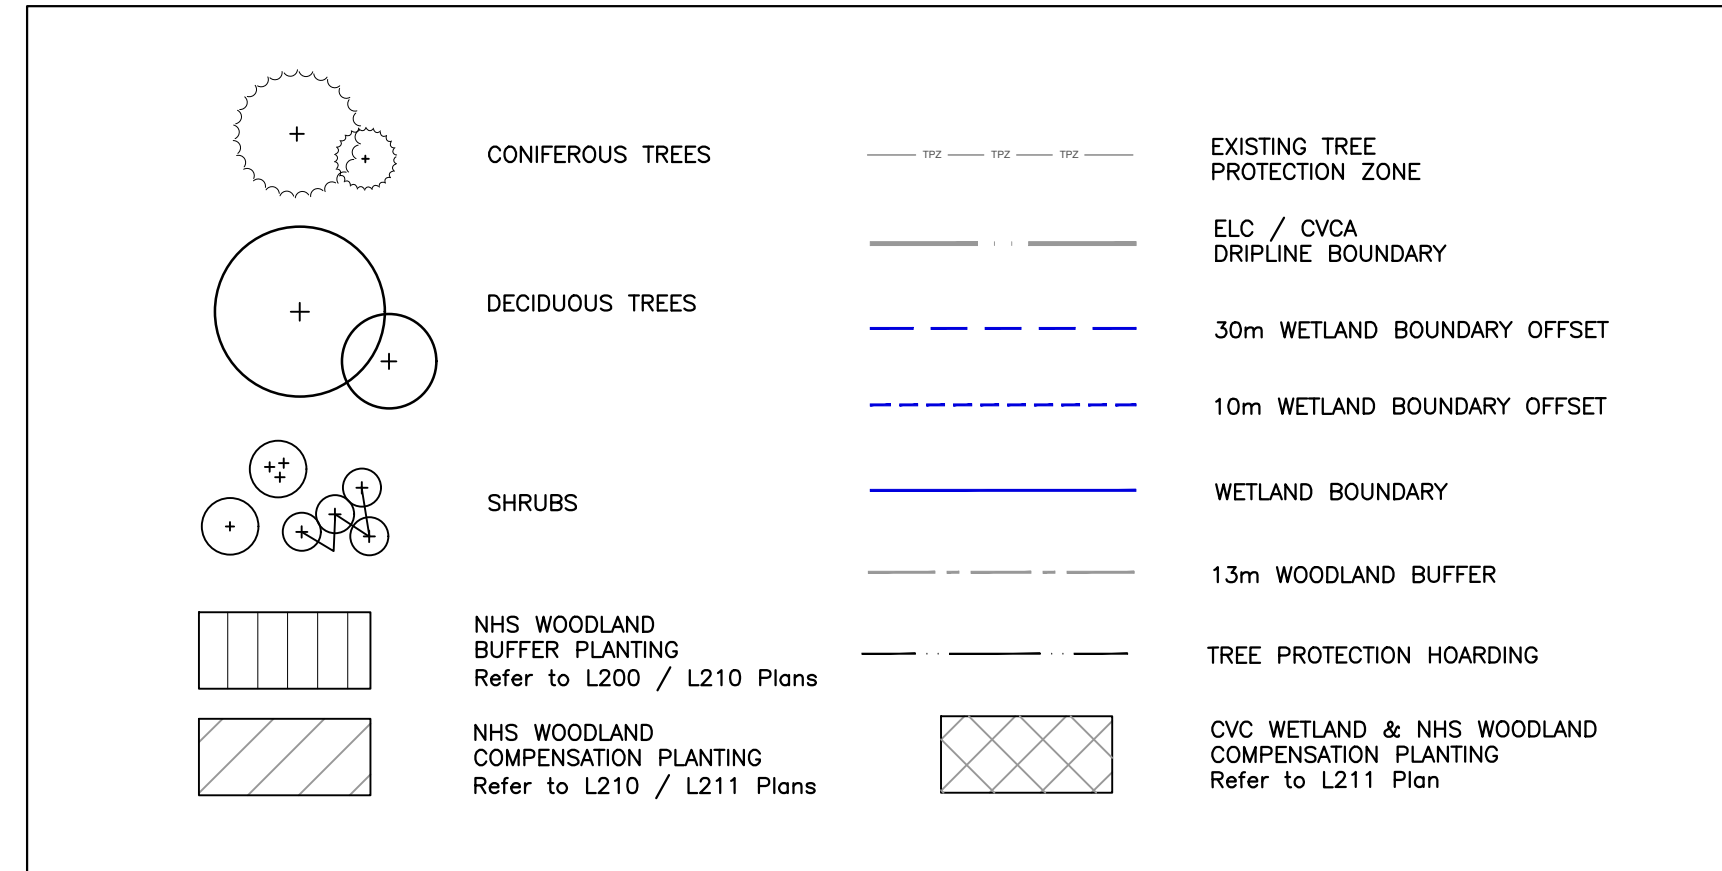 CONIFEROUS TREES
DECIDUOUS TREES
SHRUBS
NHS WOODLAND
BUFFER PLANTING
Refer to L200 / L210 Plans
NHS WOODLAND
COMPENSATION PLANTING
Refer to L210 / L211 Plans
TPZ TPZ TPZ
EXISTING TREE
PROTECTION ZONE
ELC / CVCA
DRIPLINE BOUNDARY
30m WETLAND BOUNDARY OFFSET
10m WETLAND BOUNDARY OFFSET
WETLAND BOUNDARY
13m WOODLAND BUFFER
TREE PROTECTION HOARDING
CVC WETLAND & NHS WOODLAND
COMPENSATION PLANTING
Refer to L211 Plan